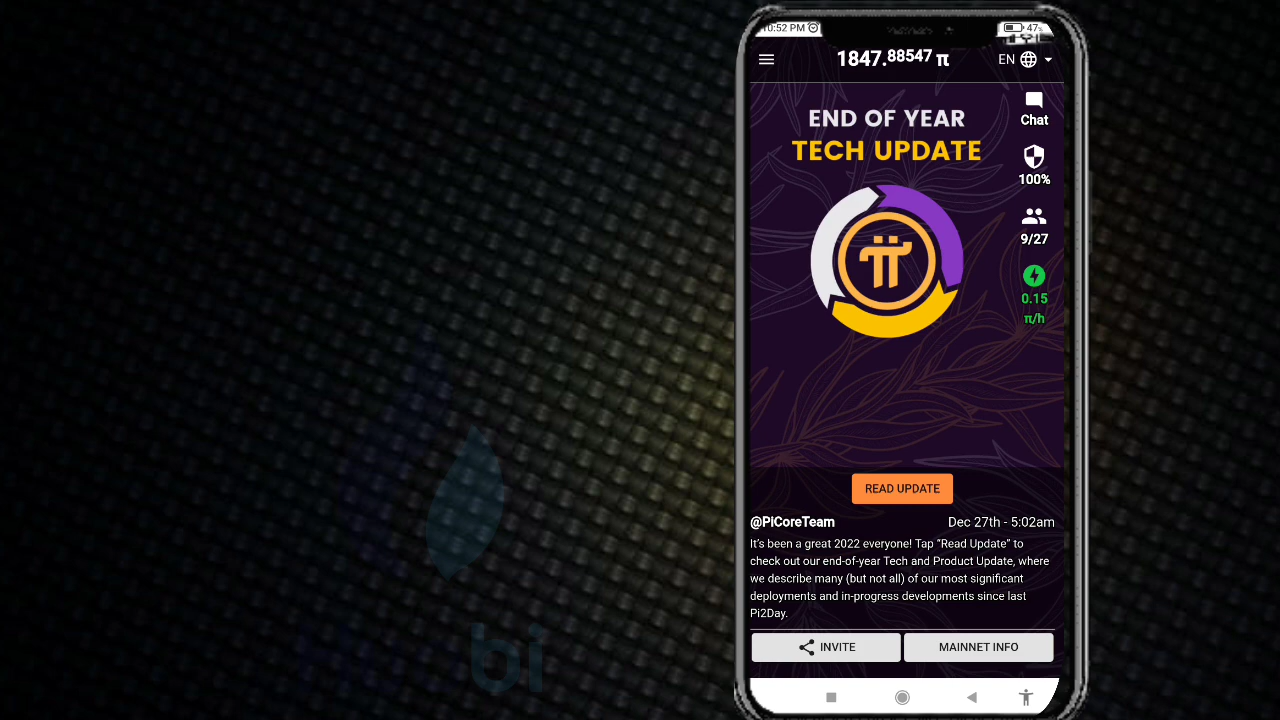 10:52 PM
47%
1847.88547 π
EN
END OF YEAR
TECH UPDATE
Chat
100%
9/27
0.15
π/h
READ UPDATE
@PiCoreTeam
Dec 27th - 5:02am
It's been a great 2022 everyone! Tap “Read Update” to
check out our end-of-year Tech and Product Update, where
we describe many (but not all) of our most significant
deployments and in-progress developments since last
Pi2Day.
INVITE
MAINNET INFO
Huobi